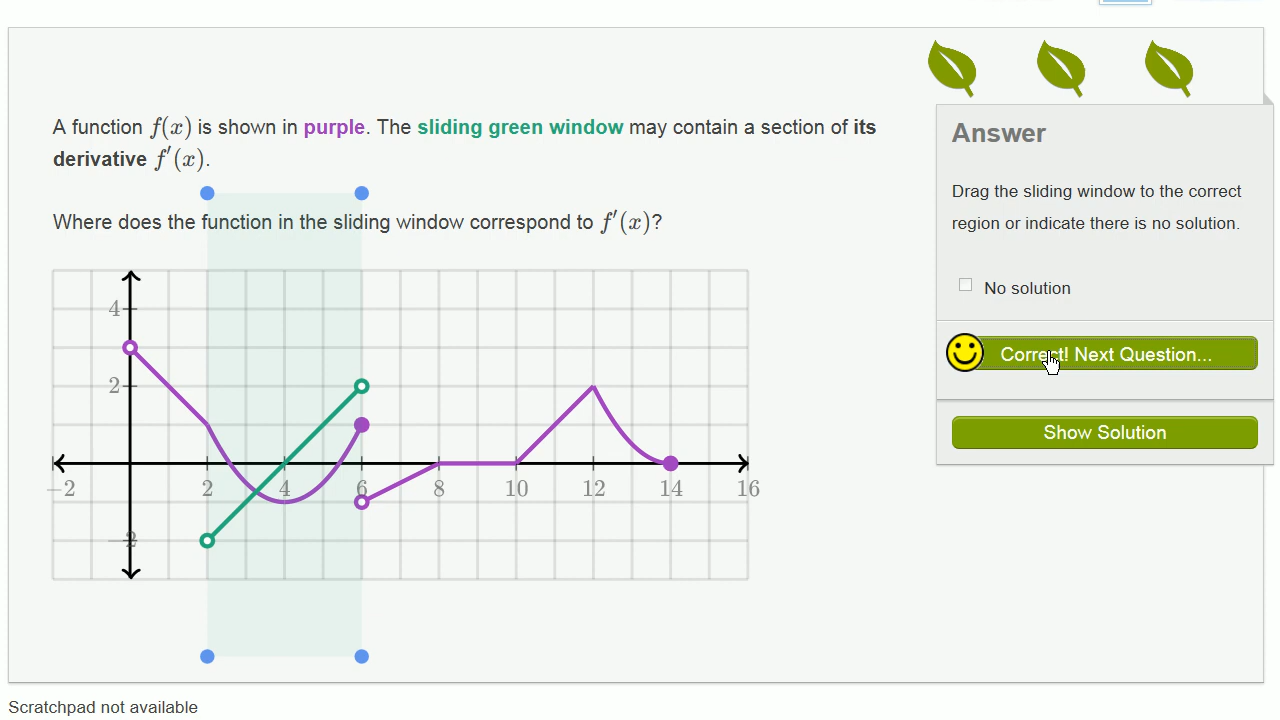 A function f(x) is shown in purple. The sliding green window may contain a section of its
derivative f′(x).
Where does the function in the sliding window correspond to f′(x)?
4
2
−2
−2
2
4
6
8
10
12
14
16
Answer
Drag the sliding window to the correct
region or indicate there is no solution.
No solution
Correct! Next Question...
Show Solution
Scratchpad not available